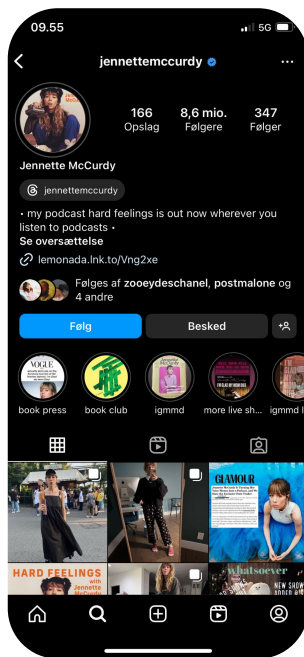 09.55
5G
jennettemccurdy
166
8,6 mio.
347
Opslag
Følgere
Følger
Jennette McCurdy
jennettemccurdy
• my podcast hard feelings is out now wherever you
listen to podcasts •
Se oversættelse
lemonada.lnk.to/Vng2xe
Følges af zooeydeschanel, postmalone og
4 andre
Følg
Besked
VOGUE
book press
book club
igmmd
more live sh...
igmmd l
GLAMOUR
HARD FEELINGS
with
Jennette
McCurdy
whatsoever
NEW SHOW